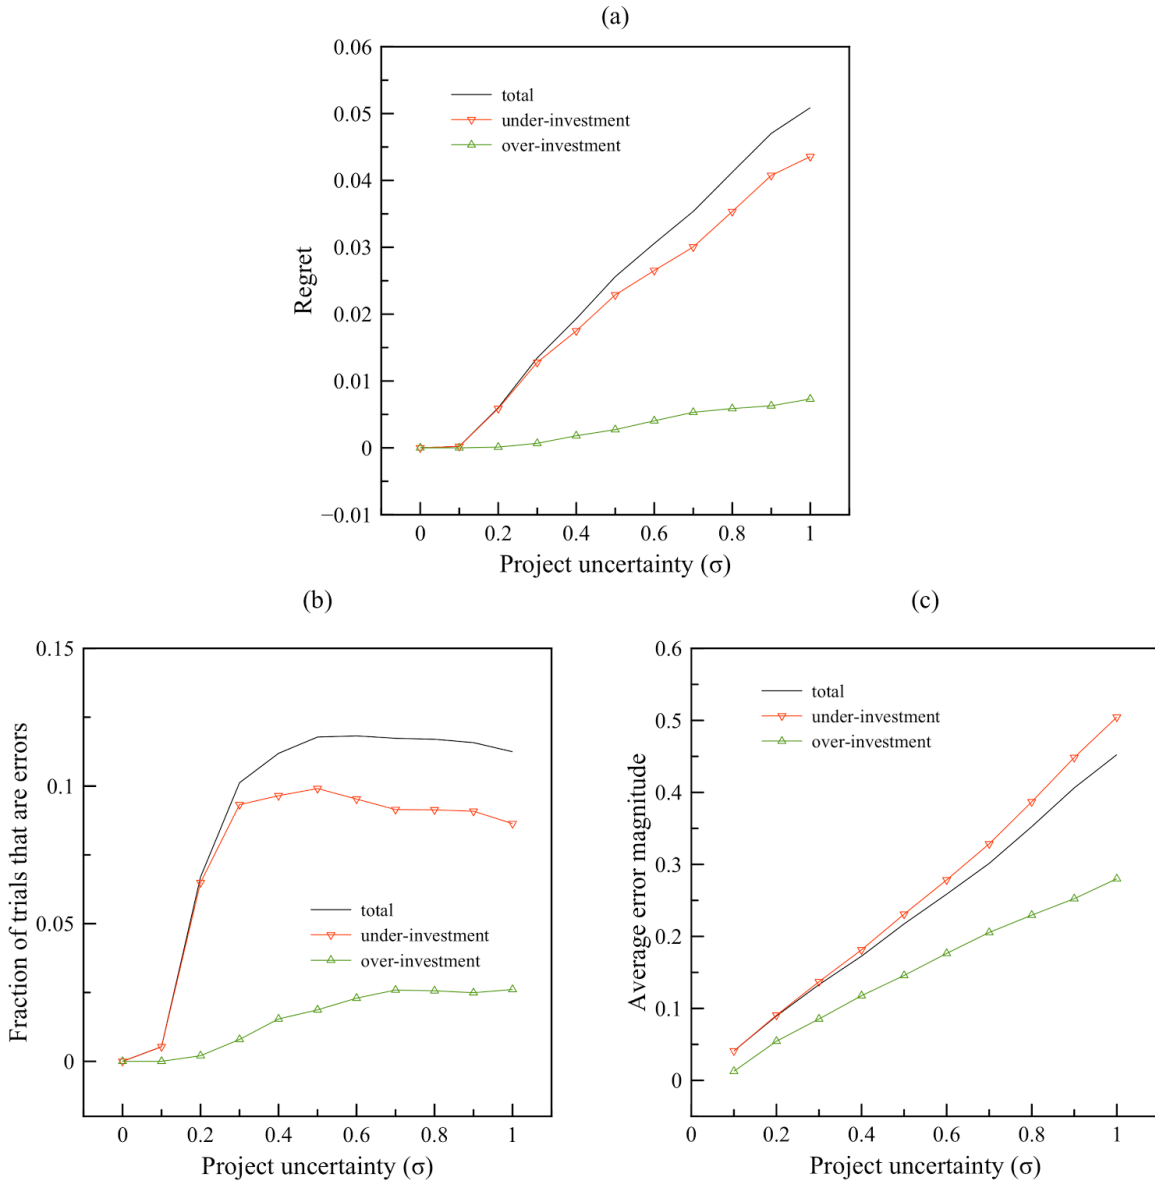 (a)
0.06
0.05
0.04
0.03
0.02
0.01
0
−0.01
Regret
total
under-investment
over-investment
0 0.2 0.4 0.6 0.8 1
Project uncertainty (σ)
(b)
0.15
0.1
0.05
0
Fraction of trials that are errors
total
under-investment
over-investment
0 0.2 0.4 0.6 0.8 1
Project uncertainty (σ)
(c)
0.6
0.5
0.4
0.3
0.2
0.1
0
Average error magnitude
total
under-investment
over-investment
0 0.2 0.4 0.6 0.8 1
Project uncertainty (σ)